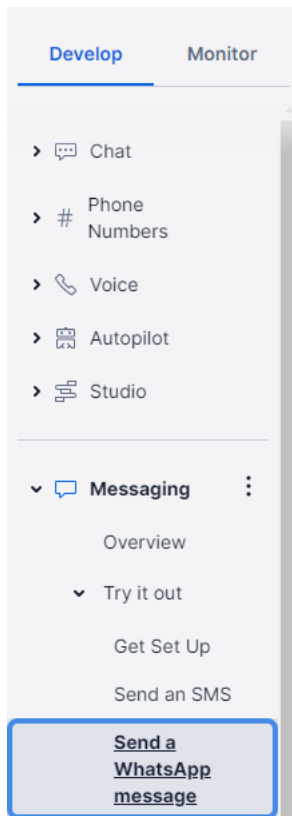 Develop Monitor
Chat
Phone
Numbers
Voice
Autopilot
Studio
Messaging
Overview
Try it out
Get Set Up
Send an SMS
Send a
WhatsApp
message